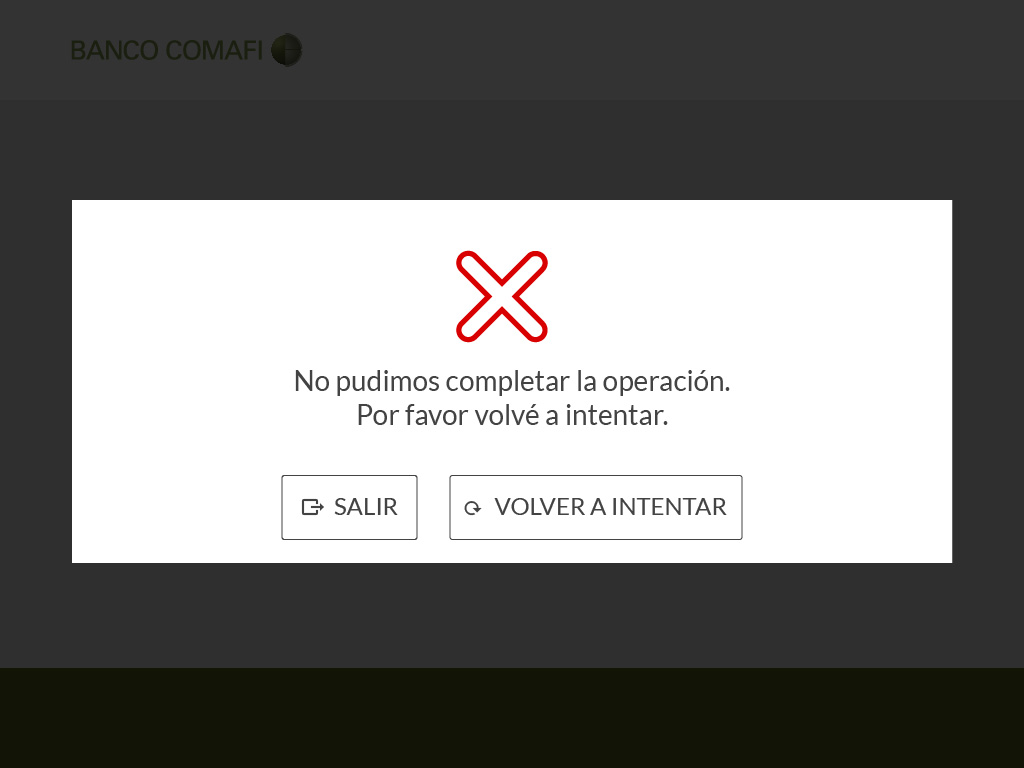 BANCO COMAFI
No pudimos completar la operación.
Por favor volvé a intentar.
SALIR
VOLVER A INTENTAR